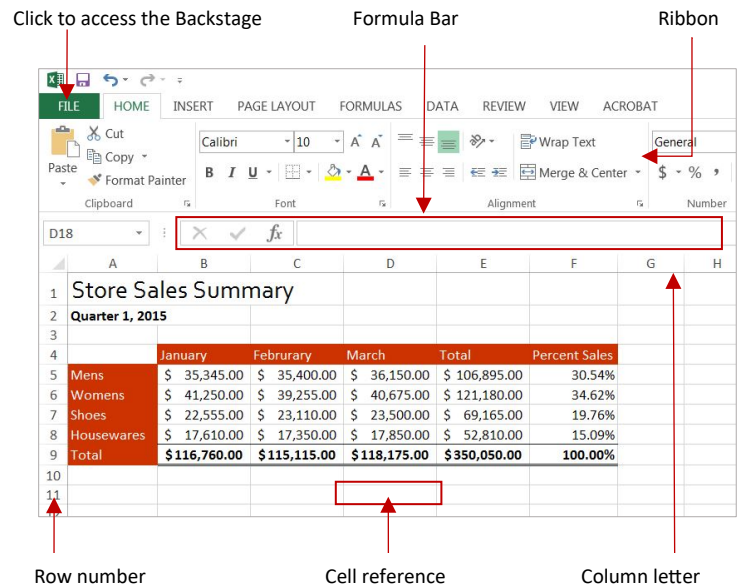 Click to access the Backstage Formula Bar Ribbon
FILE HOME INSERT PAGE LAYOUT FORMULAS DATA REVIEW VIEW ACROBAT
Cut Calibri 10 A A Wrap Text General
Paste Copy
Format Painter B I U A Merge & Center $ % ,
Clipboard Font Alignment Number
D18 fx
A B C D E F G H
1 Store Sales Summary
2 Quarter 1, 2015
3
4 January Februrary March Total Percent Sales
5 Mens $ 35,345.00 $ 35,400.00 $ 36,150.00 $ 106,895.00 30.54%
6 Womens $ 41,250.00 $ 39,255.00 $ 40,675.00 $ 121,180.00 34.62%
7 Shoes $ 22,555.00 $ 23,110.00 $ 23,500.00 $ 69,165.00 19.76%
8 Housewares $ 17,610.00 $ 17,350.00 $ 17,850.00 $ 52,810.00 15.09%
9 Total $116,760.00 $115,115.00 $118,175.00 $350,050.00 100.00%
10
11
Row number Cell reference Column letter